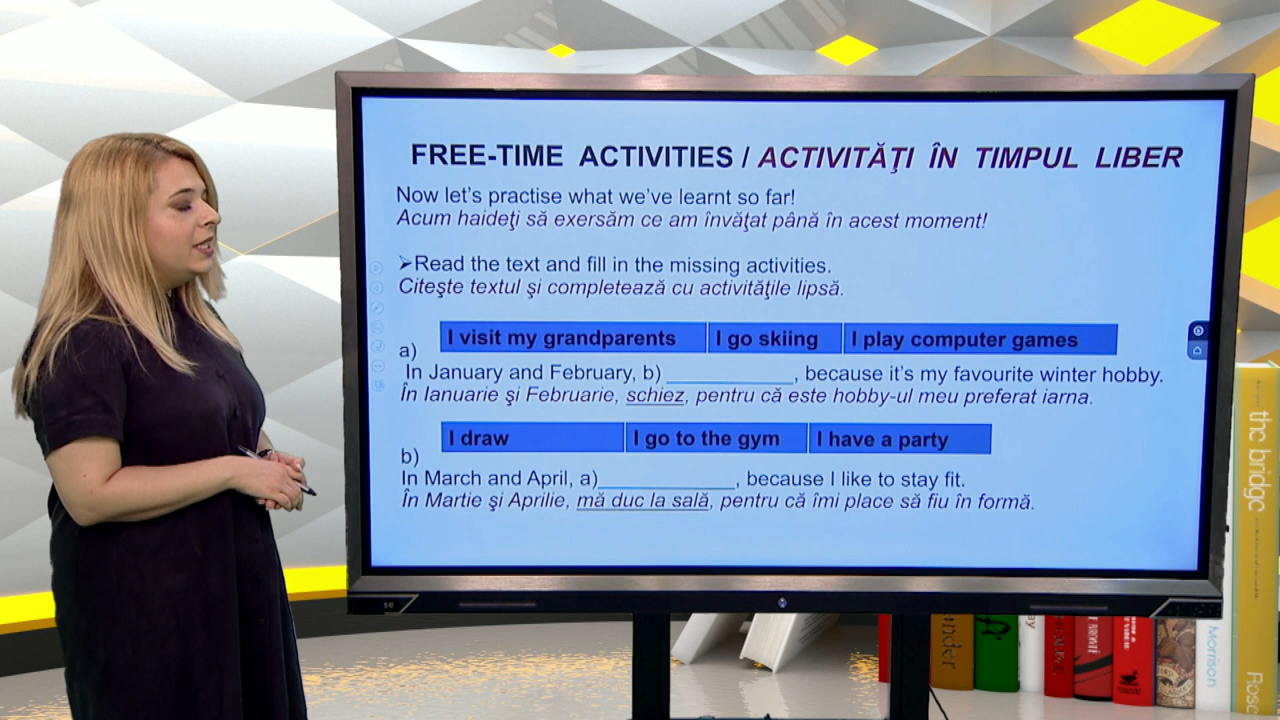 FREE-TIME ACTIVITIES / ACTIVITĂŢI ÎN TIMPUL LIBER
Now let's practise what we've learnt so far!
Acum haideţi să exersăm ce am învăţat până în acest moment!
➢Read the text and fill in the missing activities.
Citeşte textul şi completează cu activităţile lipsă.
I visit my grandparents I go skiing I play computer games
a)
In January and February, b) ___________, because it's my favourite winter hobby.
În Ianuarie şi Februarie, schiez, pentru că este hobby-ul meu preferat iarna.
I draw I go to the gym I have a party
b)
In March and April, a)____________, because I like to stay fit.
În Martie şi Aprilie, mă duc la sală, pentru că îmi place să fiu în formă.
the bridge
Morrison